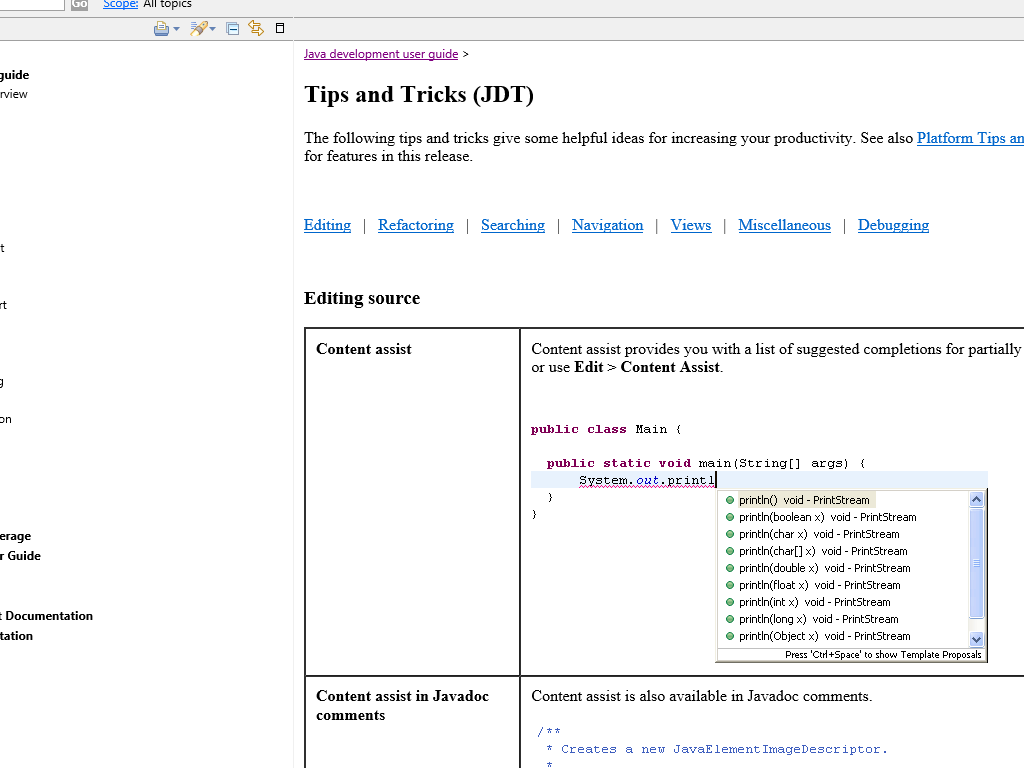 Go Scope: All topics
guide
rview
t
rt
g
on
erage
r Guide
t Documentation
tation
Java development user guide >
Tips and Tricks (JDT)
The following tips and tricks give some helpful ideas for increasing your productivity. See also Platform Tips an
for features in this release.
Editing | Refactoring | Searching | Navigation | Views | Miscellaneous | Debugging
Editing source
Content assist
Content assist provides you with a list of suggested completions for partially
or use Edit > Content Assist.
public class Main {
public static void main(String[] args) {
System.out.printl
}
}
println() void - PrintStream
println(boolean x) void - PrintStream
println(char x) void - PrintStream
println(char[] x) void - PrintStream
println(double x) void - PrintStream
println(float x) void - PrintStream
println(int x) void - PrintStream
println(long x) void - PrintStream
println(Object x) void - PrintStream
Press 'Ctrl+Space' to show Template Proposals
Content assist in Javadoc
comments
Content assist is also available in Javadoc comments.
/**
* Creates a new JavaElementImageDescriptor.
*